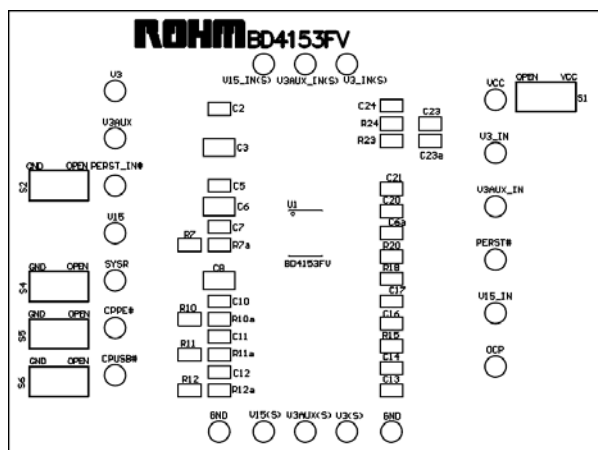 ROHM BD4153FV
V15_IN(S) V3AUX_IN(S) V3_IN(S)
V3
V3AUX
GND OPEN PERST_IN#
S2
V15
GND OPEN SYSR
S4
GND OPEN CPPE#
S5
GND OPEN CPUSB#
S6
C2
C3
C5
C6
C7
R7 R7a
C8
C10
R10 R10a
C11
R11 R11a
C12
R12 R12a
U1
BD4153FV
C24
R24 C23
R23
C23a
C21
C20
C6a
R20
R18
C17
C16
R15
C14
C13
OPEN VCC
S1
VCC
V3_IN
V3AUX_IN
PERST#
V15_IN
OCP
GND V15(S) V3AUX(S) V3(S) GND